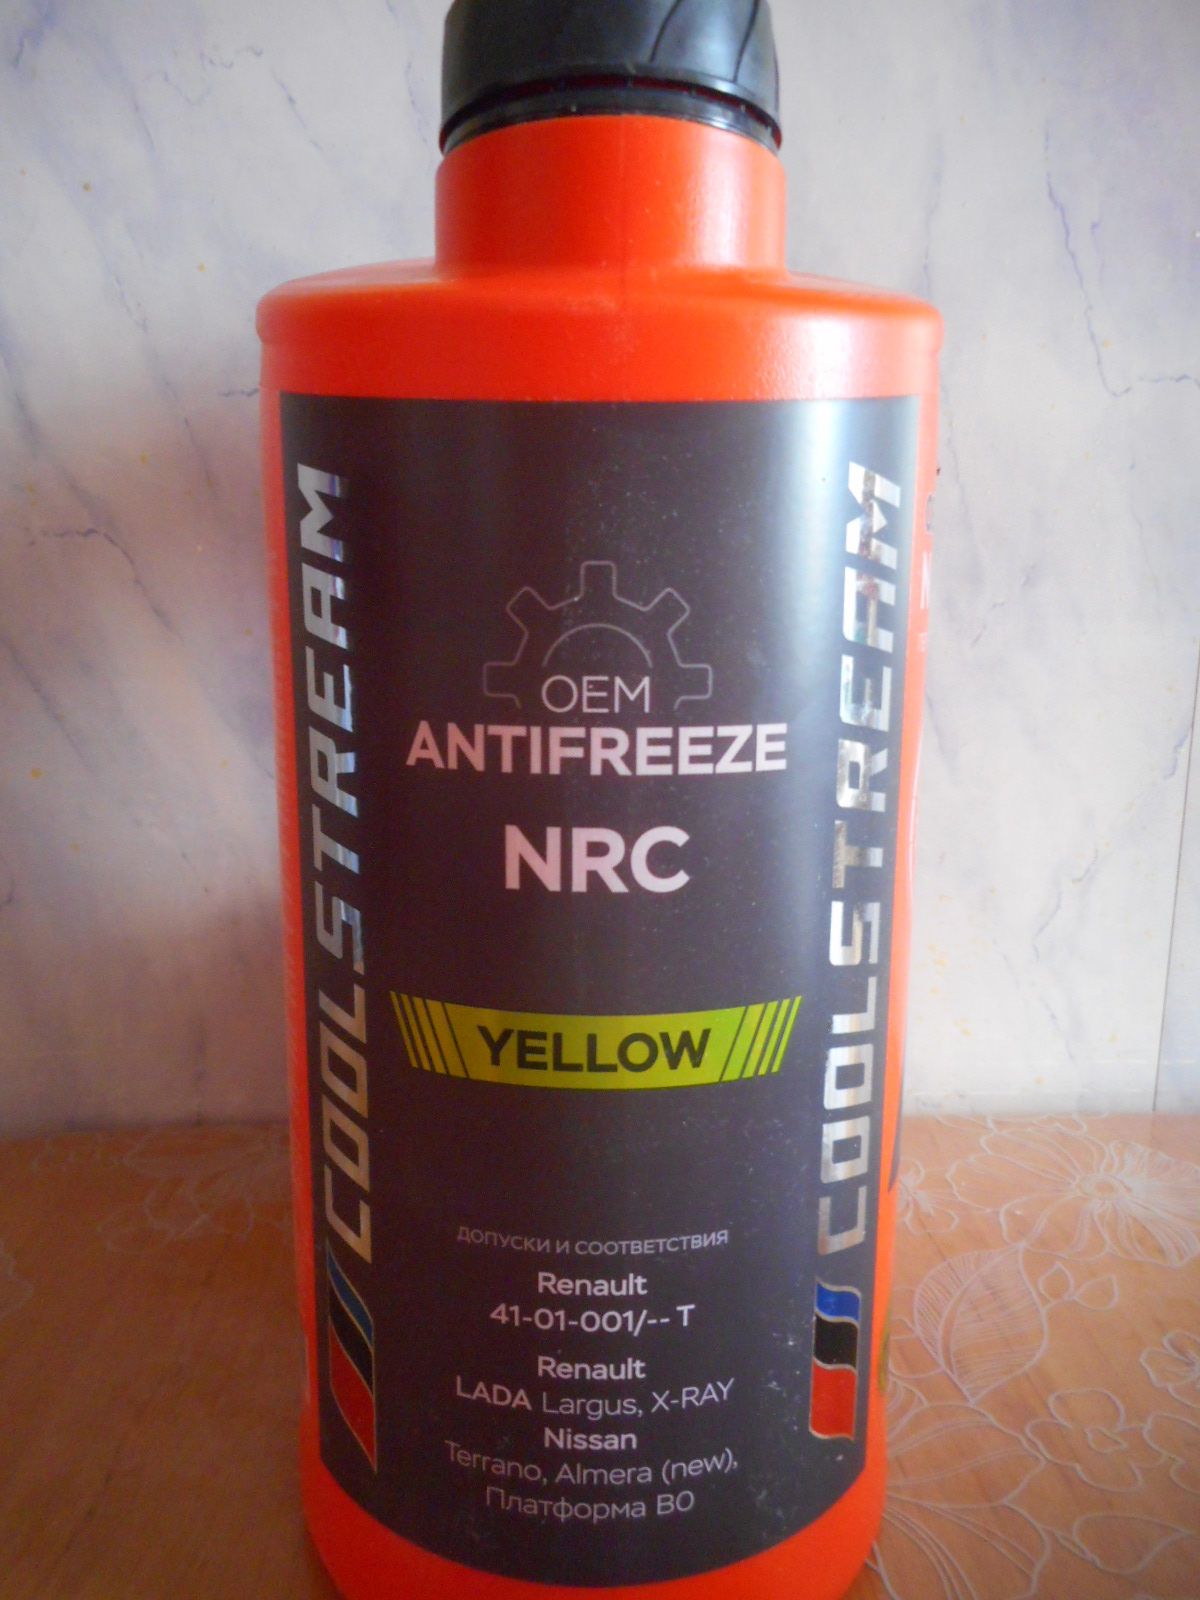 COOLSTREAM
OEM
ANTIFREEZE
NRC
YELLOW
ДОПУСКИ И СООТВЕТСТВИЯ
Renault
41-01-001/-- T
Renault
LADA Largus, X-RAY
Nissan
Terrano, Almera (new),
Платформа B0
COOLSTREAM